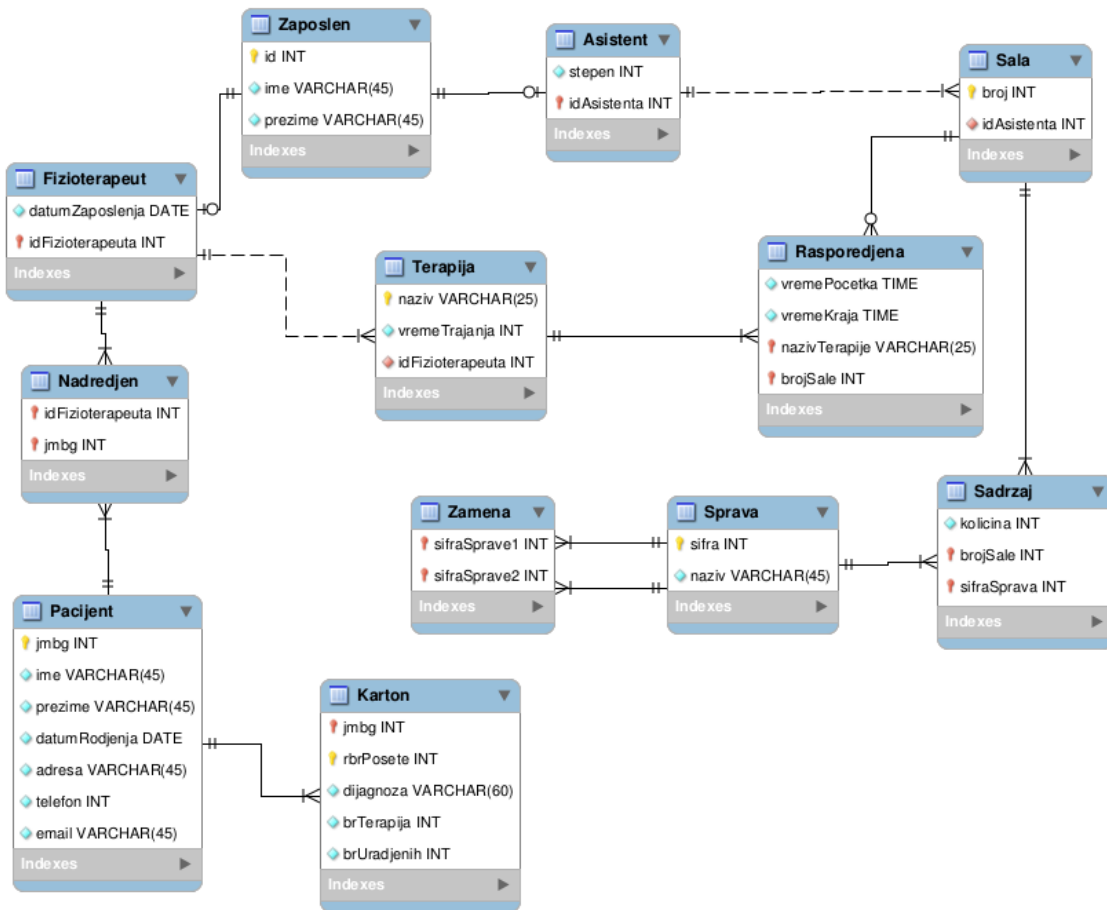 Zaposlen
id INT
ime VARCHAR(45)
prezime VARCHAR(45)
Indexes
Asistent
stepen INT
idAsistenta INT
Indexes
Sala
broj INT
idAsistenta INT
Indexes
Fizioterapeut
datumZaposlenja DATE
idFizioterapeuta INT
Indexes
Terapija
naziv VARCHAR(25)
vremeTrajanja INT
idFizioterapeuta INT
Indexes
Rasporedjena
vremePocetka TIME
vremeKraja TIME
nazivTerapije VARCHAR(25)
brojSale INT
Indexes
Nadredjen
idFizioterapeuta INT
jmbg INT
Indexes
Zamena
sifraSprave1 INT
sifraSprave2 INT
Indexes
Sprava
sifra INT
naziv VARCHAR(45)
Indexes
Sadrzaj
kolicina INT
brojSale INT
sifraSprava INT
Indexes
Pacijent
jmbg INT
ime VARCHAR(45)
prezime VARCHAR(45)
datumRodjenja DATE
adresa VARCHAR(45)
telefon INT
email VARCHAR(45)
Indexes
Karton
jmbg INT
rbrPosete INT
dijagnoza VARCHAR(60)
brTerapija INT
brUradjenih INT
Indexes